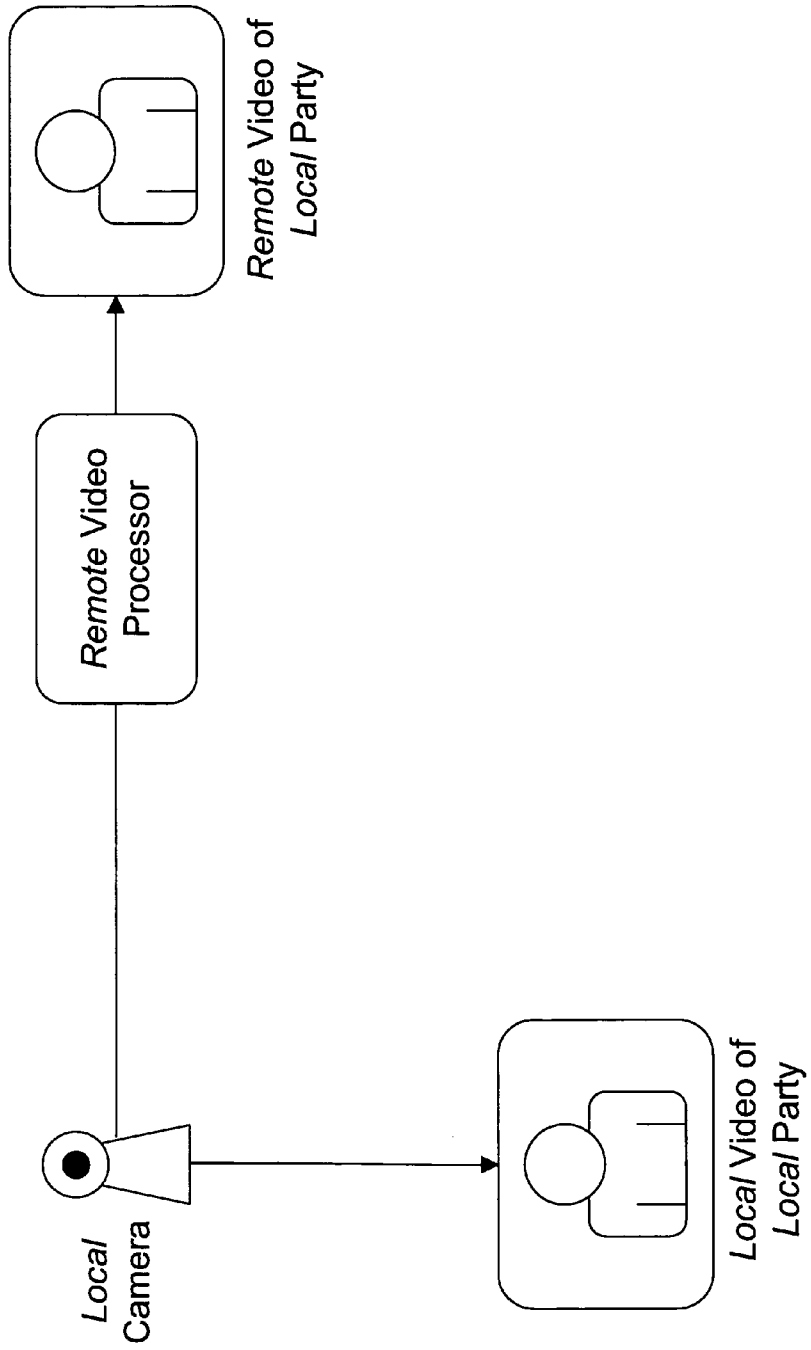 Local
Camera
Remote Video
Processor
Remote Video of
Local Party
Local Video of
Local Party